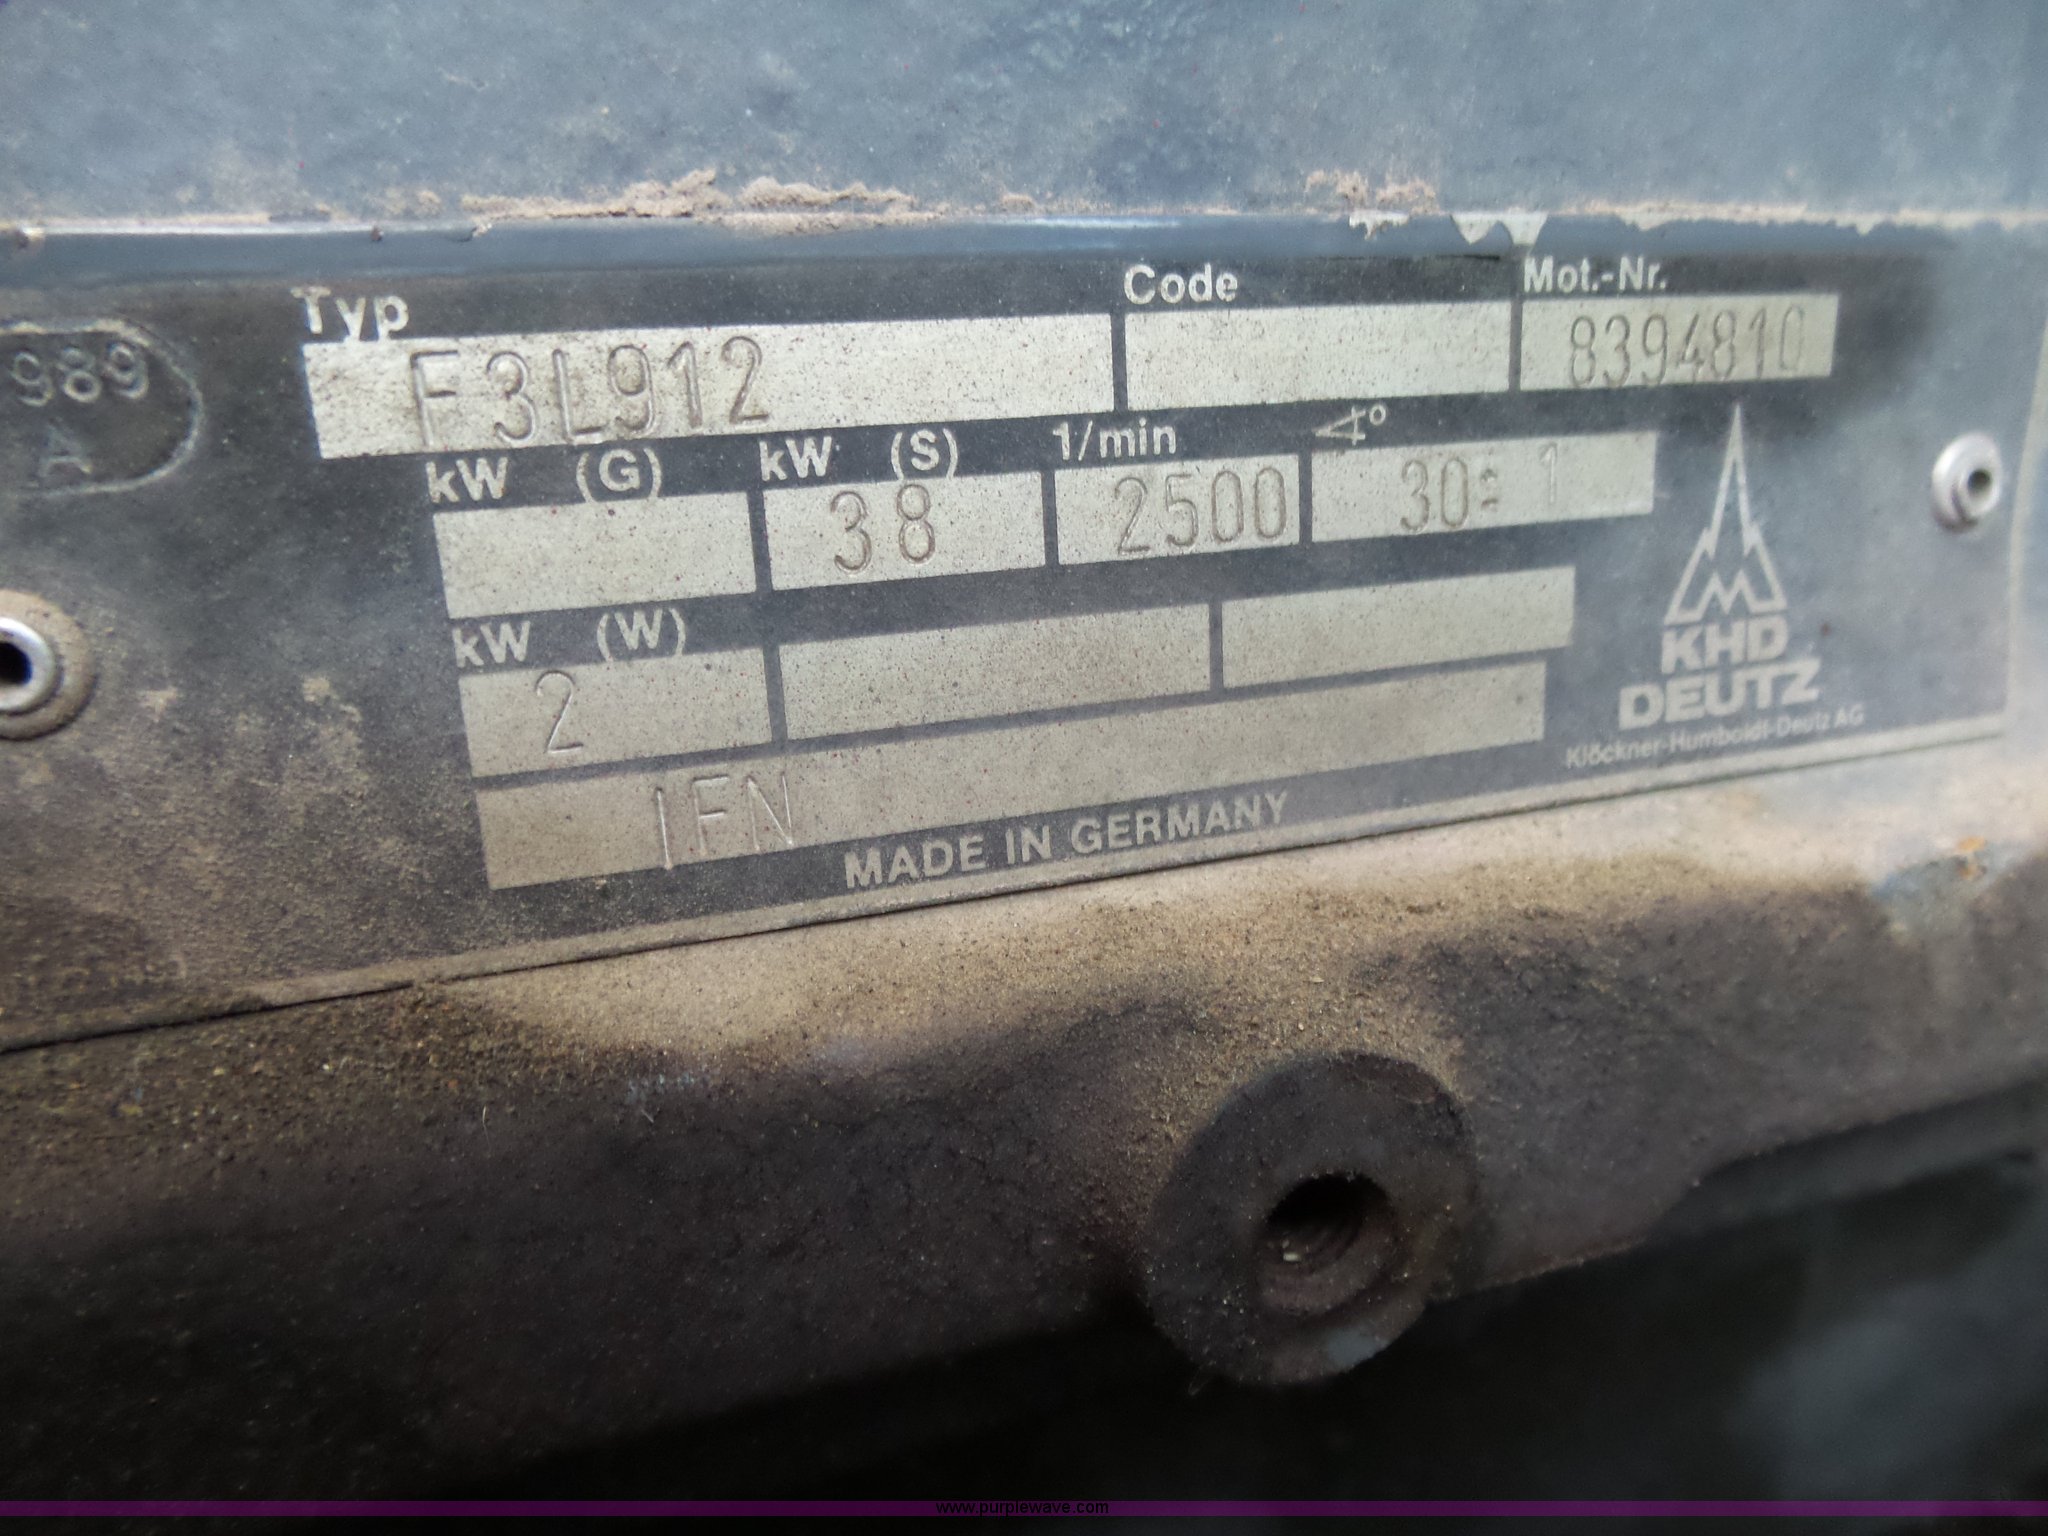 Typ Code Mot.-Nr.
F3L912 8394810
989
A
kW (G) kW (S) 1/min ∢°
38 2500 30÷1
kW (W)
2
IFN
KHD
DEUTZ
Klöckner-Humboldt-Deutz AG
MADE IN GERMANY
www.purplewave.com